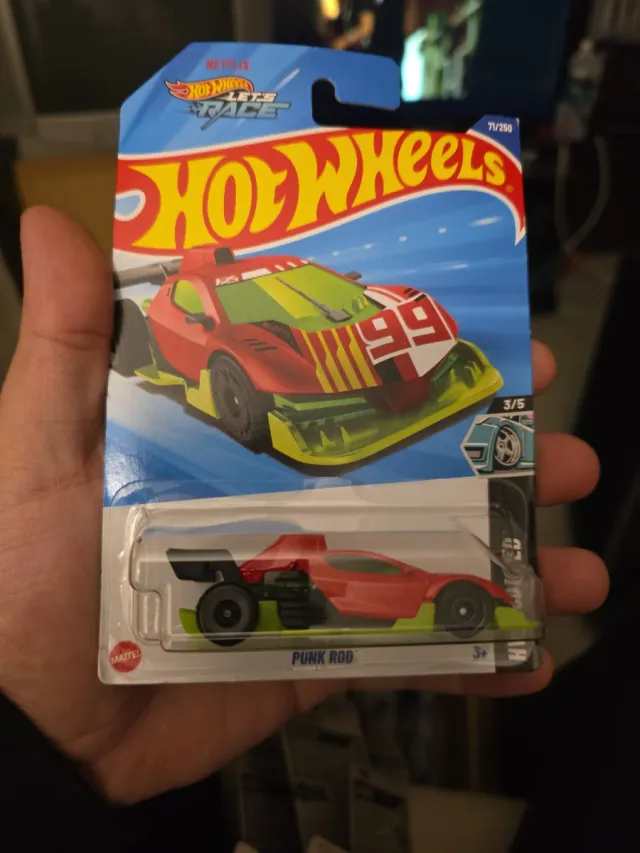 NETFLIX
HOT WHEELS
LET'S
RACE
71/250
HOT WHEELS
99
3/5
MATTEL
PUNK ROD
3+